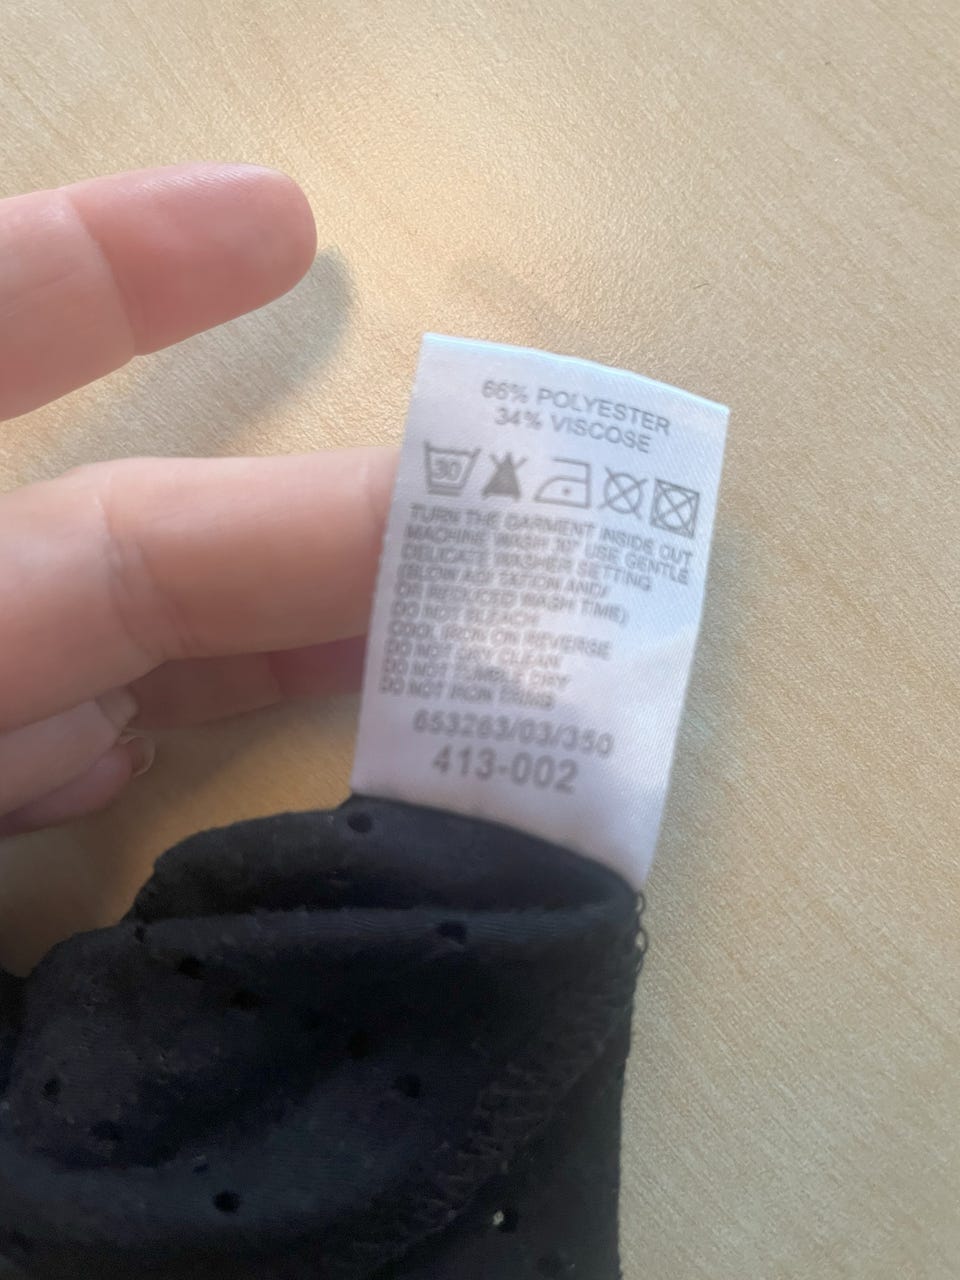 66% POLYESTER
34% VISCOSE
30
TURN THE GARMENT INSIDE OUT
MACHINE WASH 30° USE GENTLE
DELICATE WASHER SETTING
(SLOW AGITATION AND/
OR REDUCED WASH TIME)
DO NOT BLEACH
COOL IRON ON REVERSE
DO NOT DRY CLEAN
DO NOT TUMBLE DRY
DO NOT IRON TRIMS
653263/03/350
413-002